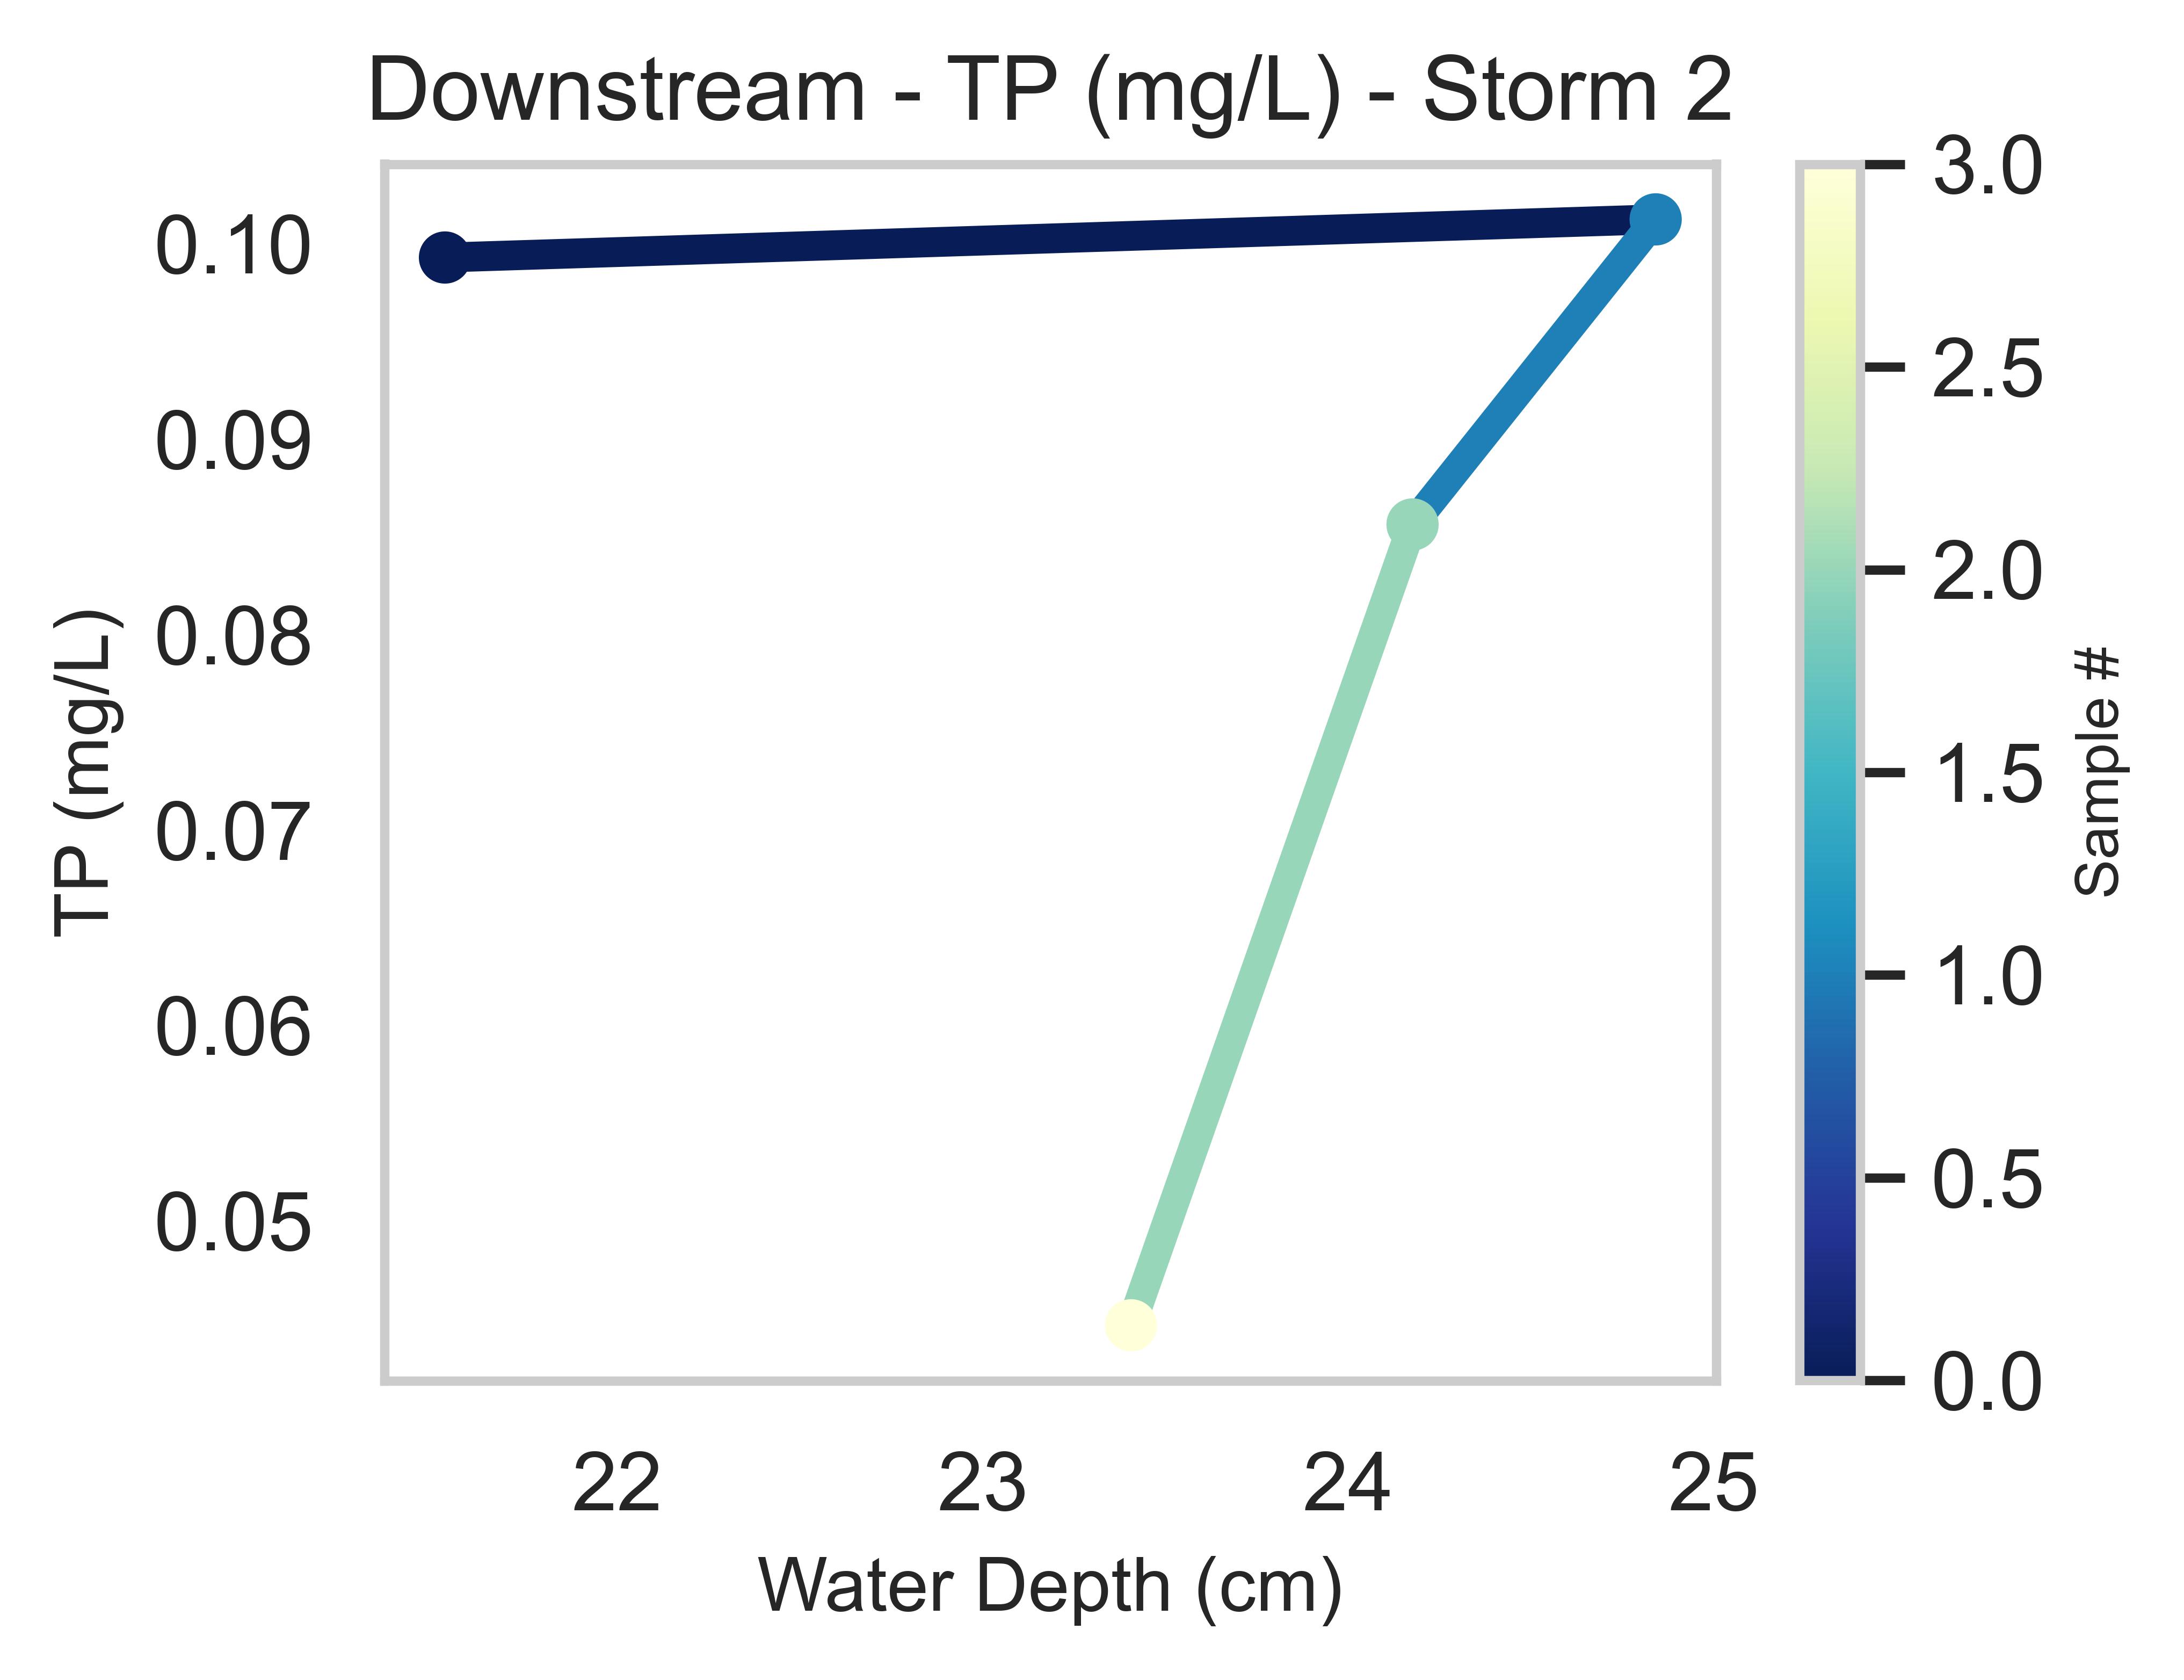 Downstream - TP (mg/L) - Storm 2
TP (mg/L)
0.10
0.09
0.08
0.07
0.06
0.05
22 23 24 25
Water Depth (cm)
3.0
2.5
2.0
1.5
1.0
0.5
0.0
Sample #